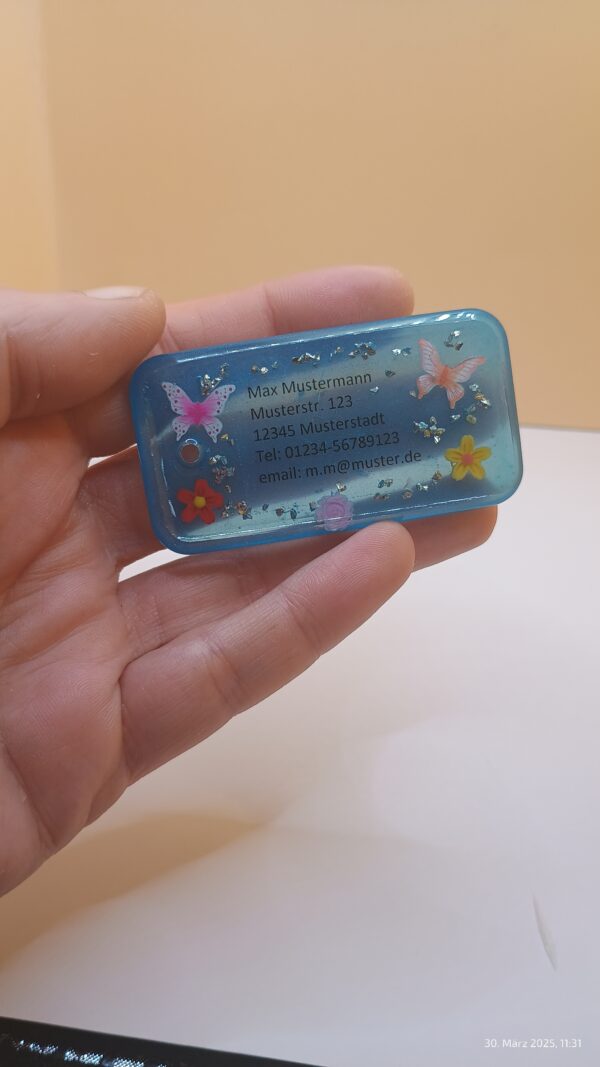 Max Mustermann
Musterstr. 123
12345 Musterstadt
Tel: 01234-56789123
email: m.m@muster.de
30. März 2025, 11:31